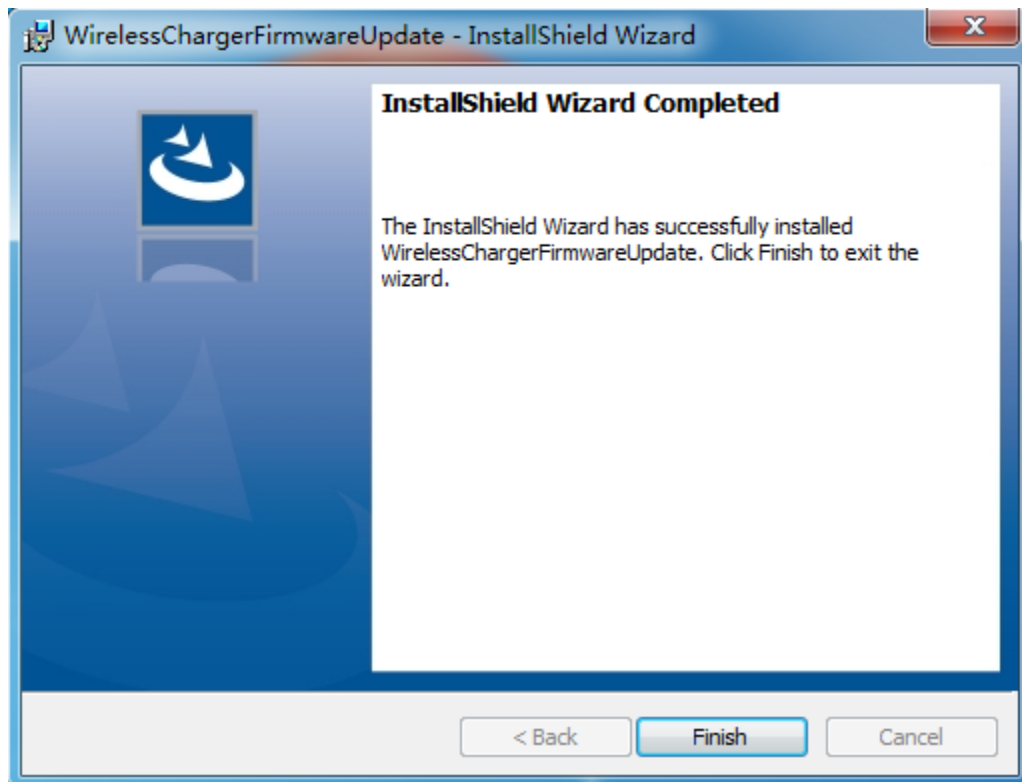 WirelessChargerFirmwareUpdate - InstallShield Wizard
InstallShield Wizard Completed
The InstallShield Wizard has successfully installed
WirelessChargerFirmwareUpdate. Click Finish to exit the
wizard.
< Back
Finish
Cancel